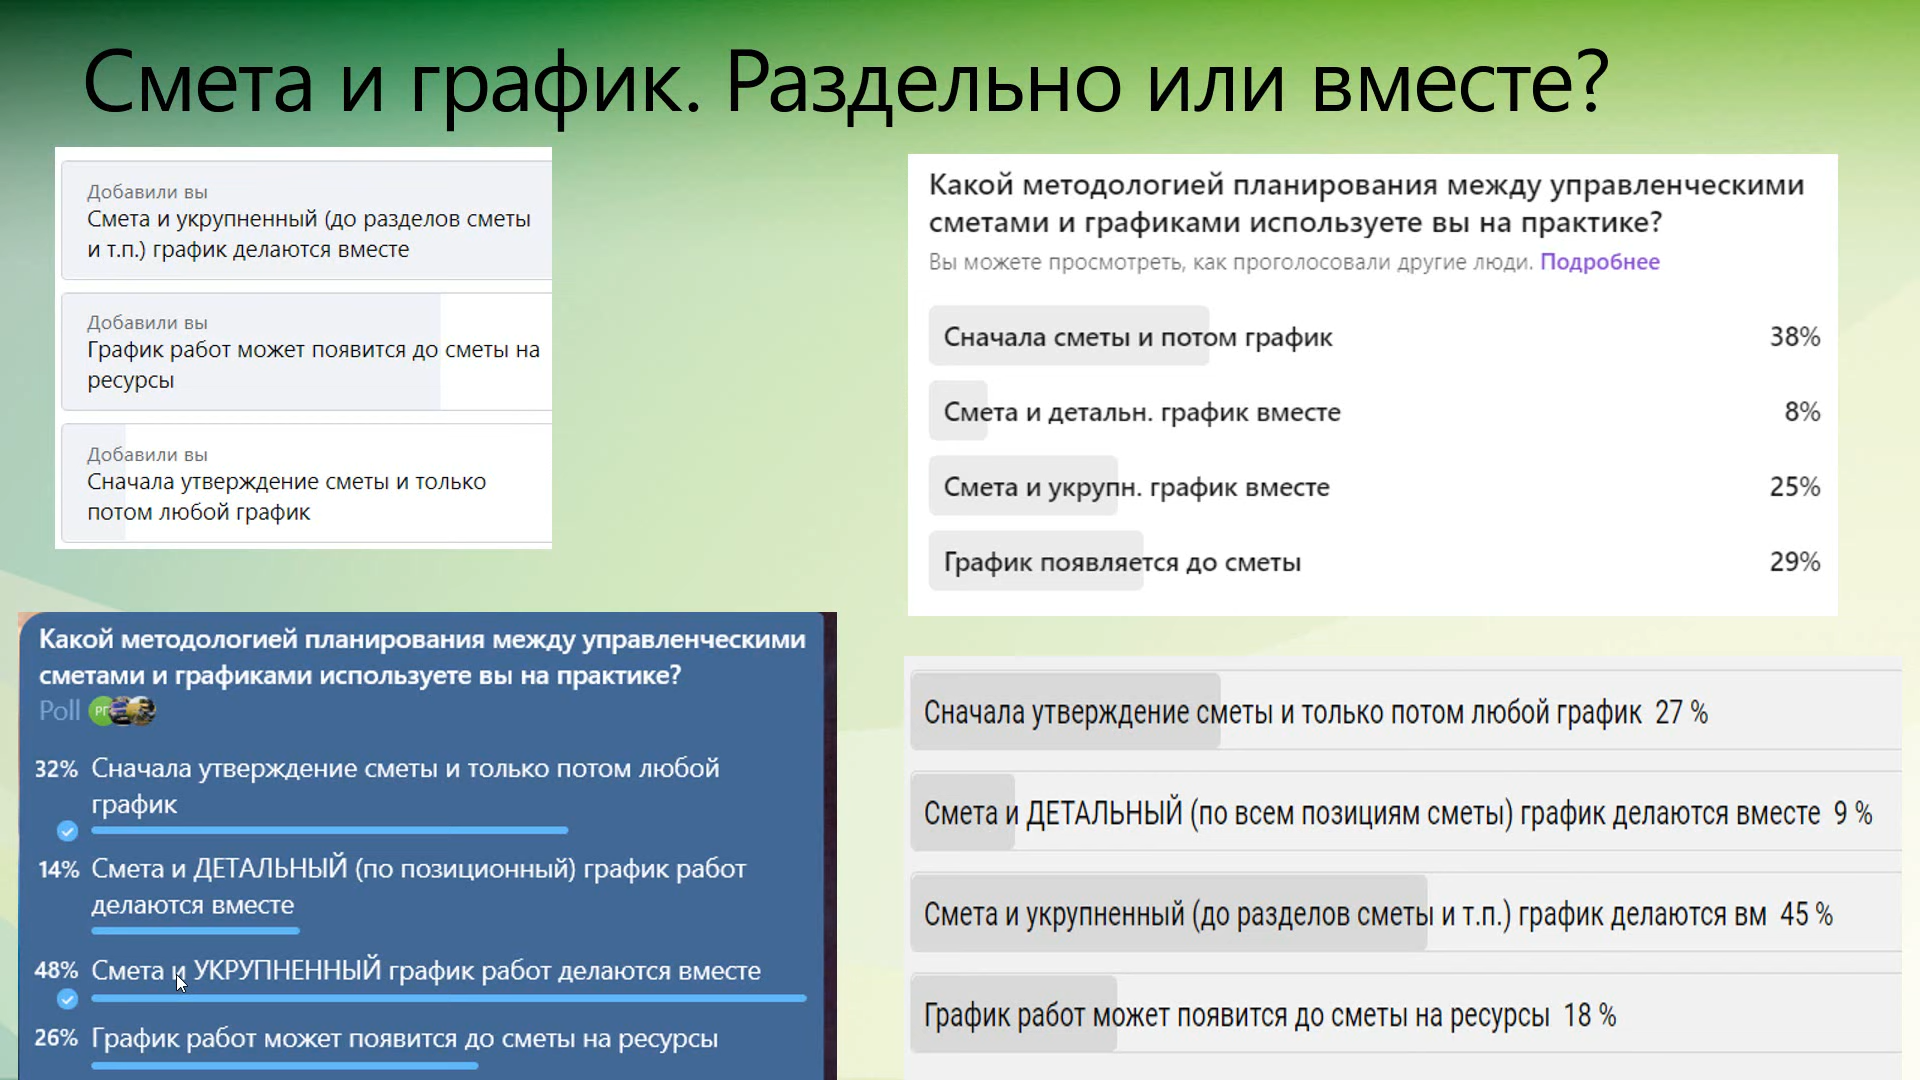 Смета и график. Раздельно или вместе?
Добавили вы
Смета и укрупненный (до разделов сметы
и т.п.) график делаются вместе
Добавили вы
График работ может появится до сметы на
ресурсы
Добавили вы
Сначала утверждение сметы и только
потом любой график
Какой методологией планирования между управленческими
сметами и графиками используете вы на практике?
Вы можете просмотреть, как проголосовали другие люди. Подробнее
Сначала сметы и потом график 38%
Смета и детальн. график вместе 8%
Смета и укрупн. график вместе 25%
График появляется до сметы 29%
Какой методологией планирования между управленческими
сметами и графиками используете вы на практике?
Poll РГ
32% Сначала утверждение сметы и только потом любой
график
14% Смета и ДЕТАЛЬНЫЙ (по позиционный) график работ
делаются вместе
48% Смета и УКРУПНЕННЫЙ график работ делаются вместе
26% График работ может появится до сметы на ресурсы
Сначала утверждение сметы и только потом любой график 27 %
Смета и ДЕТАЛЬНЫЙ (по всем позициям сметы) график делаются вместе 9 %
Смета и укрупненный (до разделов сметы и т.п.) график делаются вм 45 %
График работ может появится до сметы на ресурсы 18 %